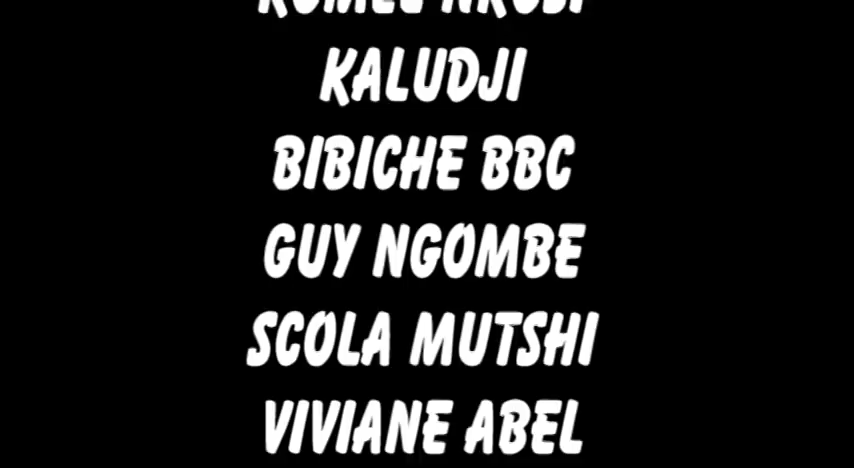 KALUDJI
BIBICHE BBC
GUY NGOMBE
SCOLA MUTSHI
VIVIANE ABEL